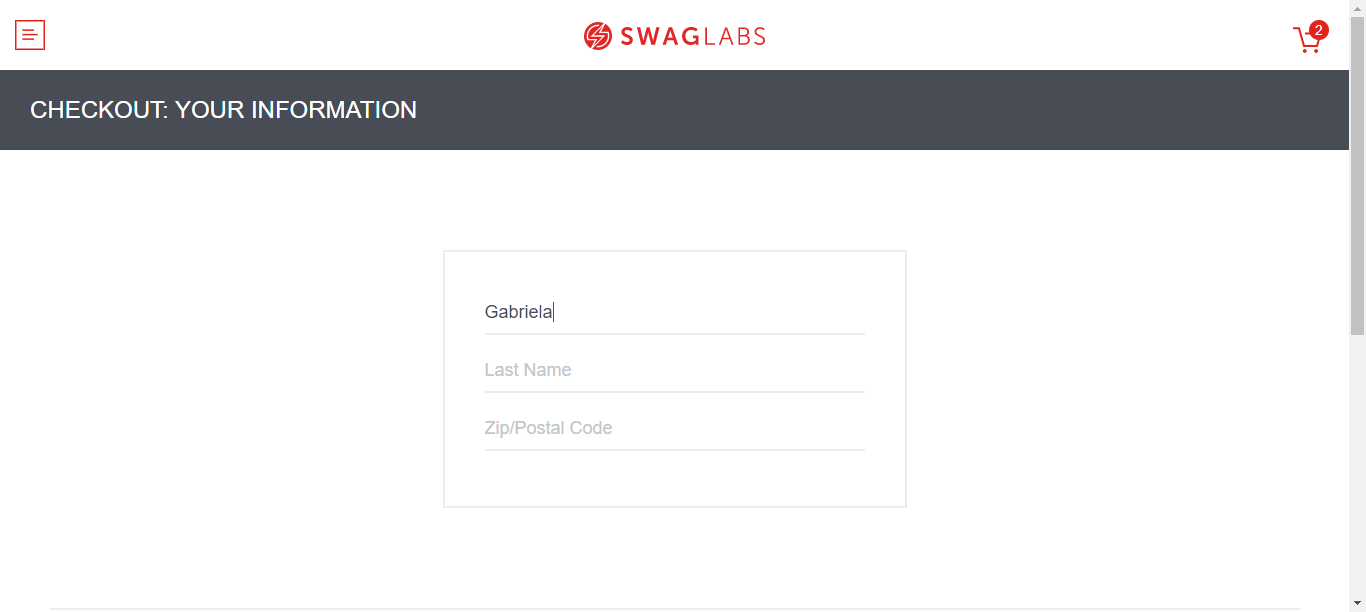 SWAGLABS
2
CHECKOUT: YOUR INFORMATION
Gabriela
Last Name
Zip/Postal Code